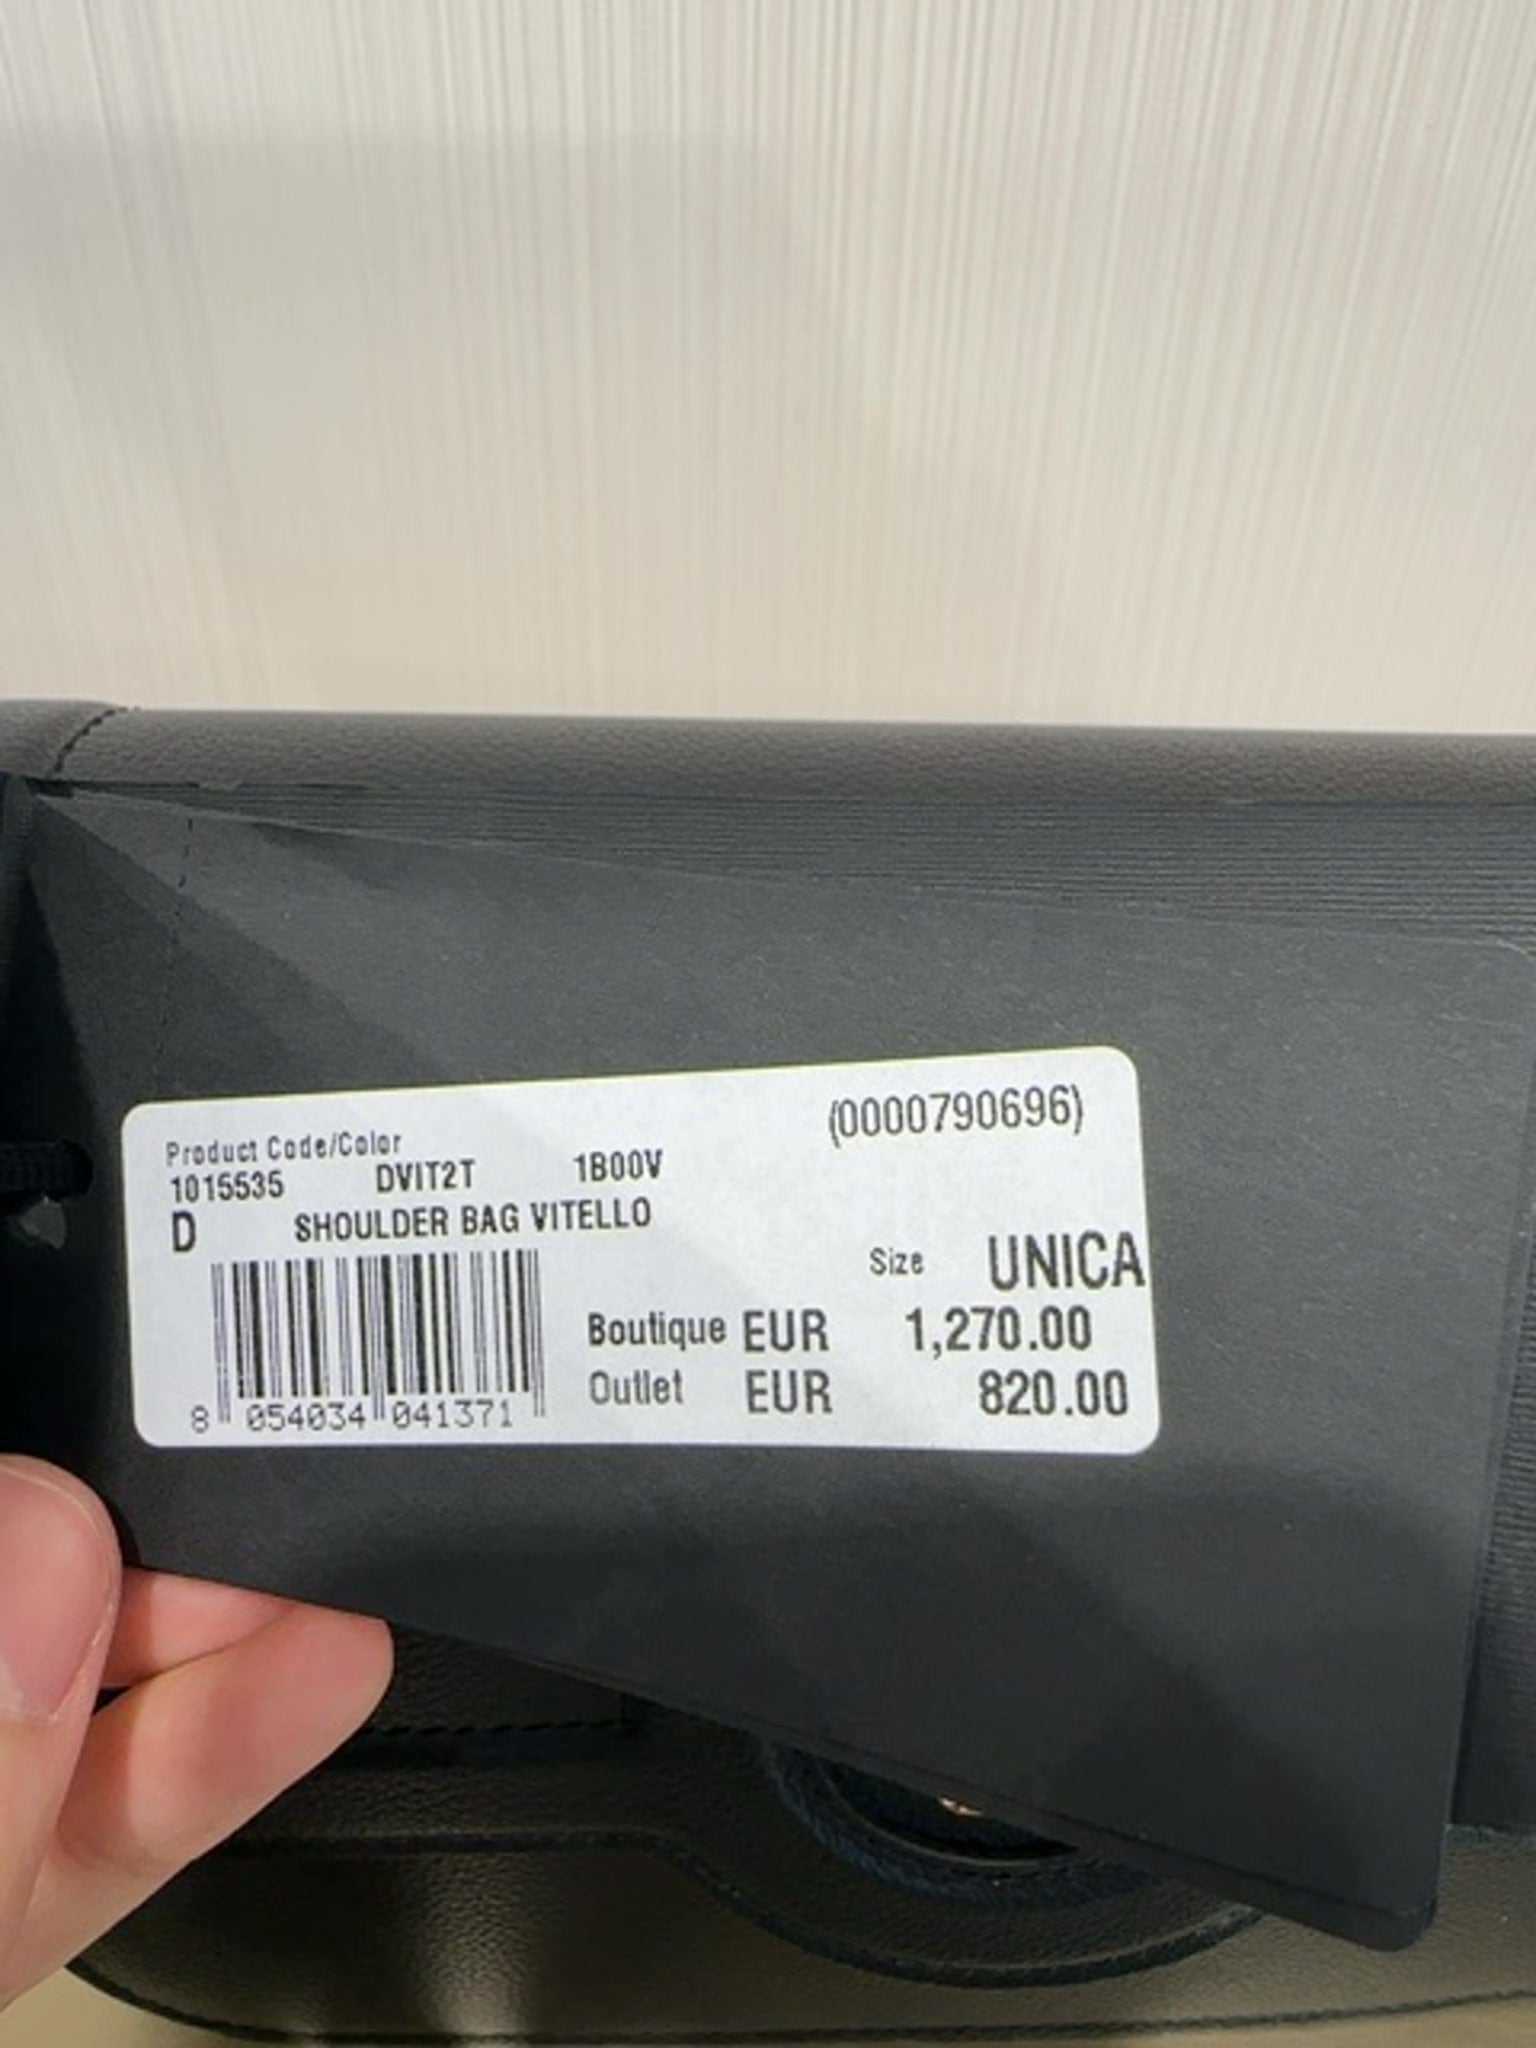 (0000790696)
Product Code/Color
1015535 DVIT2T 1B00V
D SHOULDER BAG VITELLO
Size UNICA
Boutique EUR 1,270.00
Outlet EUR 820.00
8 054034 041371